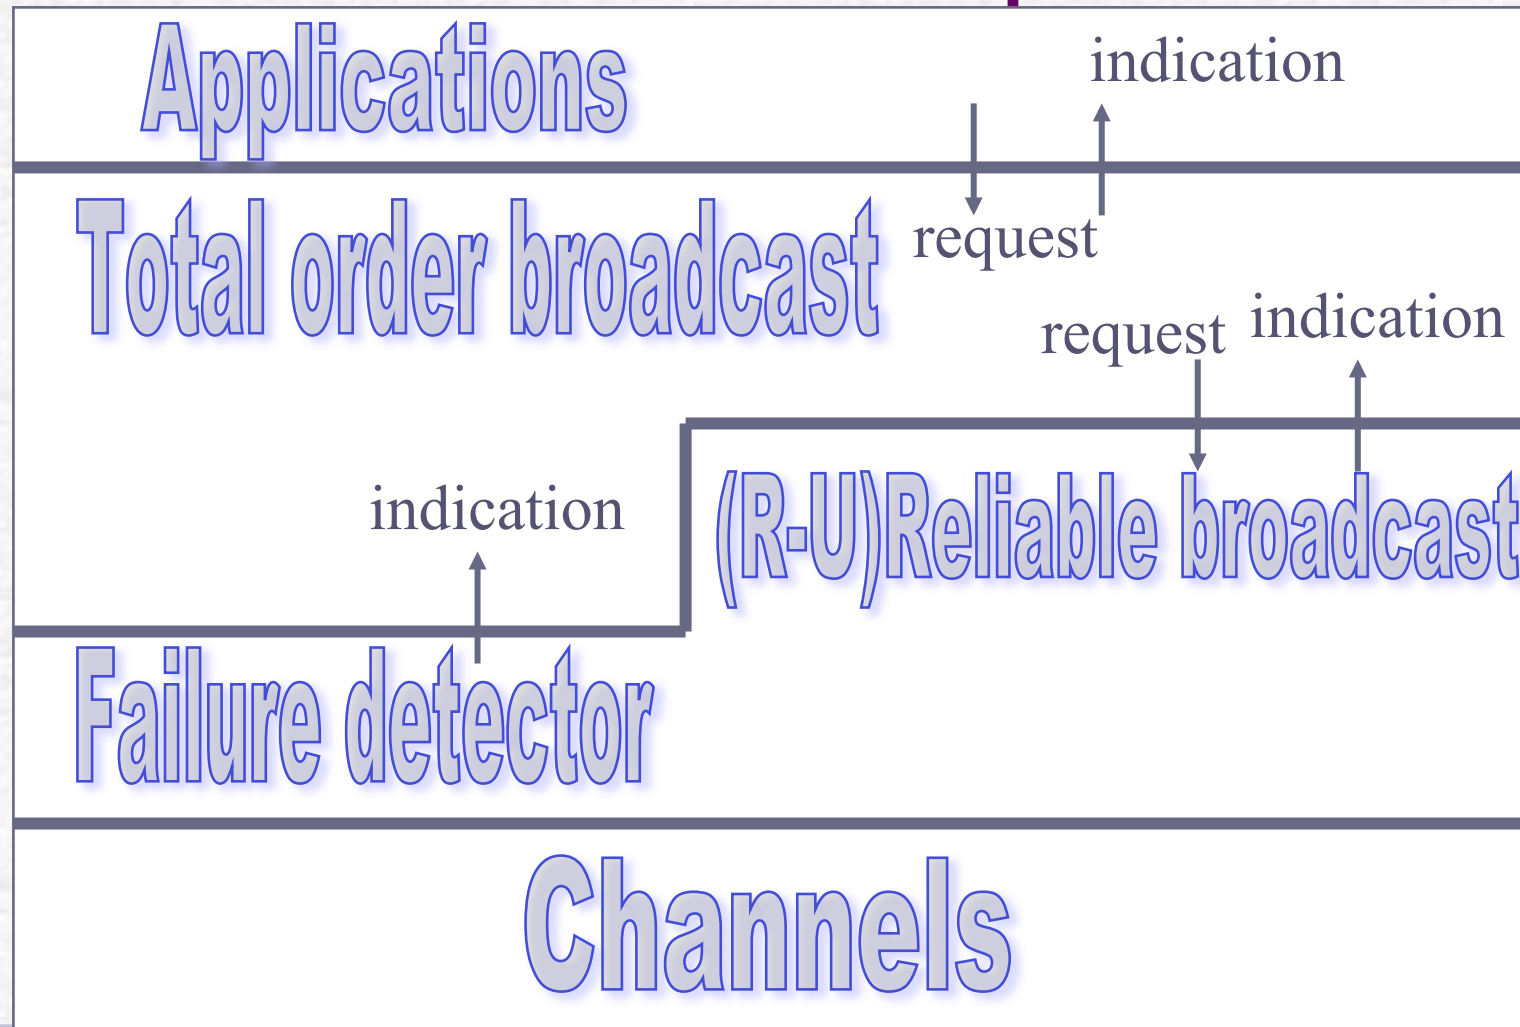 Applications
indication
request
Total order broadcast
request
indication
indication
(R-U)Reliable broadcast
Failure detector
Channels